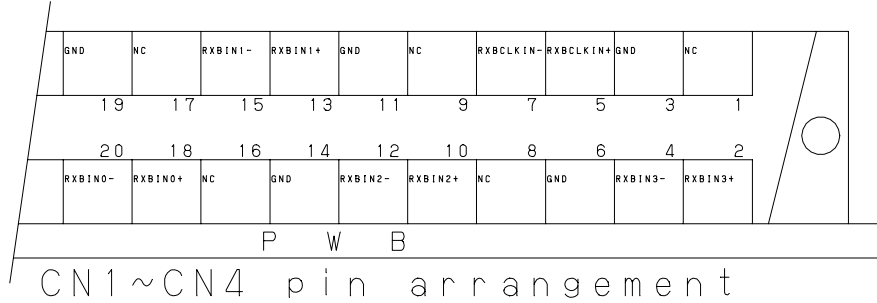 GND NC RXBIN1- RXBIN1+ GND NC RXBCLKIN- RXBCLKIN+ GND NC
19 17 15 13 11 9 7 5 3 1
20 18 16 14 12 10 8 6 4 2
RXBIN0- RXBIN0+ NC GND RXBIN2- RXBIN2+ NC GND RXBIN3- RXBIN3+
P W B
CN1~CN4 pin arrangement